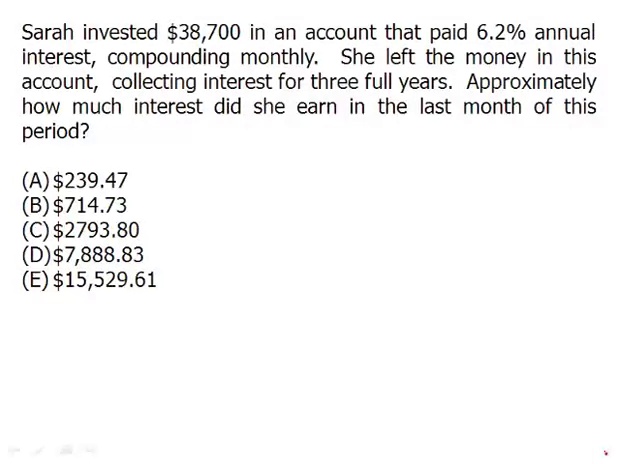 Sarah invested $38,700 in an account that paid 6.2% annual
interest, compounding monthly. She left the money in this
account, collecting interest for three full years. Approximately
how much interest did she earn in the last month of this
period?
(A) $239.47
(B) $714.73
(C) $2793.80
(D)$7,888.83
(E) $15,529.61